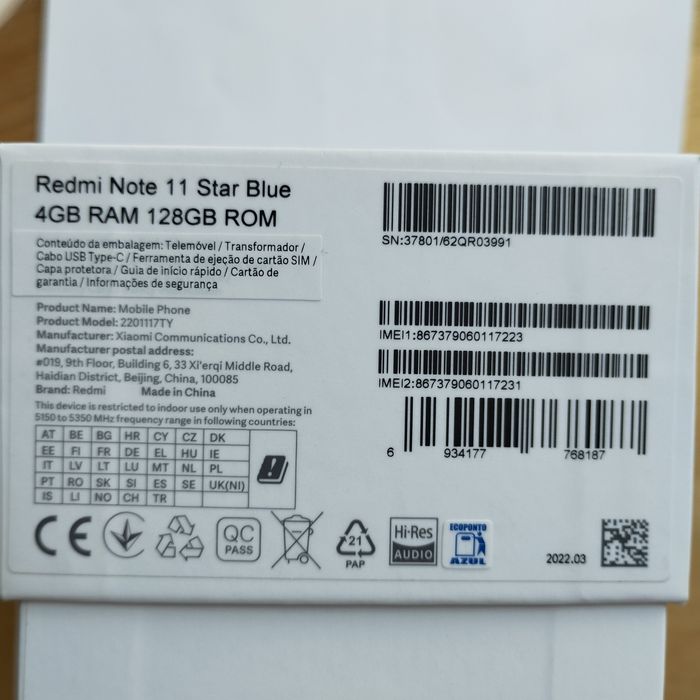 Redmi Note 11 Star Blue
4GB RAM 128GB ROM
Conteúdo da embalagem: Telemóvel / Transformador /
Cabo USB Type-C / Ferramenta de ejeção de cartão SIM /
Capa protetora / Guia de início rápido / Cartão de
garantia / Informações de segurança
Product Name: Mobile Phone
Product Model: 2201117TY
Manufacturer: Xiaomi Communications Co., Ltd.
Manufacturer postal address:
#019, 9th Floor, Building 6, 33 Xi'erqi Middle Road,
Haidian District, Beijing, China, 100085
Brand: Redmi Made in China
This device is restricted to indoor use only when operating in
5150 to 5350 MHz frequency range in following countries:
AT BE BG HR CY CZ DK
EE FI FR DE EL HU IE
IT LV LT LU MT NL PL
PT RO SK SI ES SE UK(NI)
IS LI NO CH TR
SN:37801/62QR03991
IMEI1:867379060117223
IMEI2:867379060117231
6 934177 768187
CE
QC
PASS
21
PAP
Hi-Res
AUDIO
ECOPONTO
AZUL
2022.03